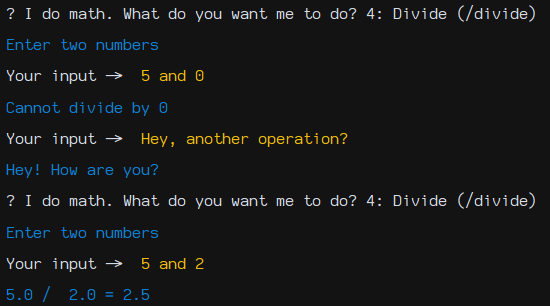 ? I do math. What do you want me to do? 4: Divide (/divide)
Enter two numbers
Your input -> 5 and 0
Cannot divide by 0
Your input -> Hey, another operation?
Hey! How are you?
? I do math. What do you want me to do? 4: Divide (/divide)
Enter two numbers
Your input -> 5 and 2
5.0 /  2.0 = 2.5